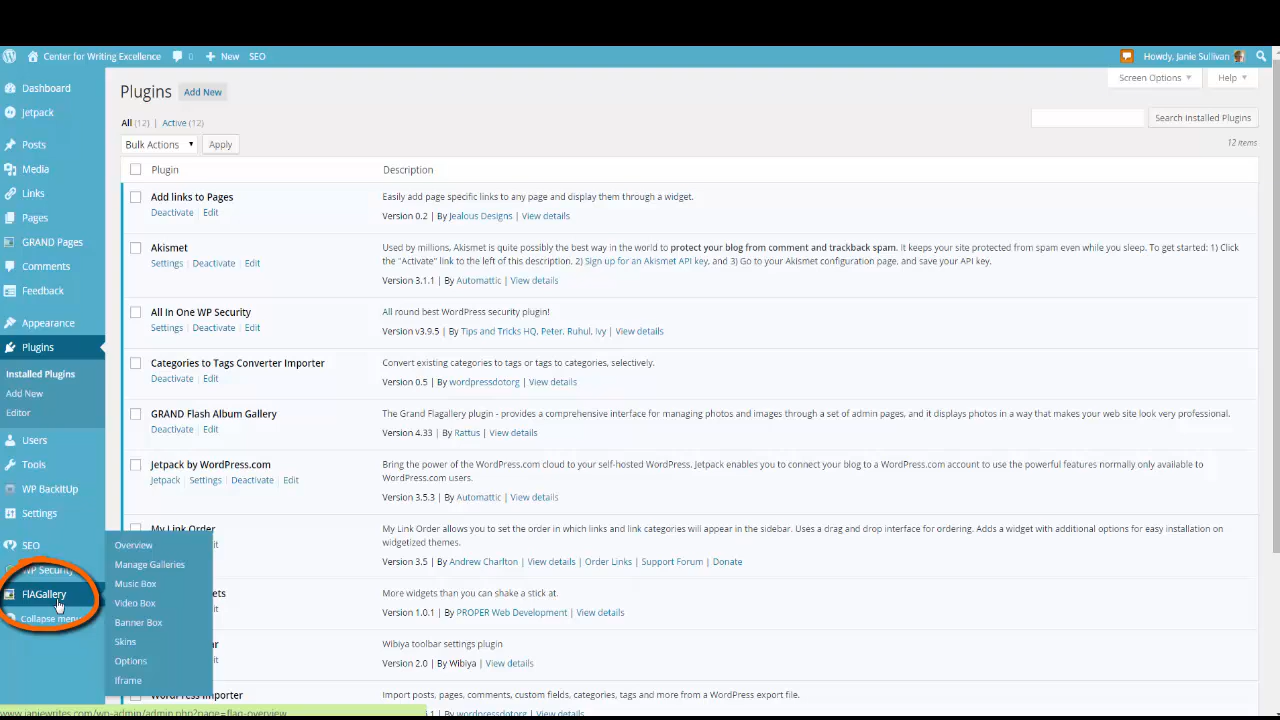 Center for Writing Excellence 0 New SEO Howdy, Janie Sullivan
Screen Options Help
Dashboard
Jetpack
Posts
Media
Links
Pages
GRAND Pages
Comments
Feedback
Appearance
Plugins
Installed Plugins
Add New
Editor
Users
Tools
WP BackItUp
Settings
SEO
WP Security
FlAGallery
Collapse menu
Overview
Manage Galleries
Music Box
Video Box
Banner Box
Skins
Options
Iframe
Plugins Add New
All (12) | Active (12)
Search Installed Plugins
Bulk Actions Apply
12 items
Plugin Description
Add links to Pages
Deactivate | Edit
Easily add page specific links to any page and display them through a widget.
Version 0.2 | By Jealous Designs | View details
Akismet
Settings | Deactivate | Edit
Used by millions, Akismet is quite possibly the best way in the world to protect your blog from comment and trackback spam. It keeps your site protected from spam even while you sleep. To get started: 1) Click
the "Activate" link to the left of this description, 2) Sign up for an Akismet API key, and 3) Go to your Akismet configuration page, and save your API key.
Version 3.1.1 | By Automattic | View details
All In One WP Security
Settings | Deactivate | Edit
All round best WordPress security plugin!
Version v3.9.5 | By Tips and Tricks HQ, Peter, Ruhul, Ivy | View details
Categories to Tags Converter Importer
Deactivate | Edit
Convert existing categories to tags or tags to categories, selectively.
Version 0.5 | By wordpressdotorg | View details
GRAND Flash Album Gallery
Deactivate | Edit
The Grand Flagallery plugin - provides a comprehensive interface for managing photos and images through a set of admin pages, and it displays photos in a way that makes your web site look very professional.
Version 4.33 | By Rattus | View details
Jetpack by WordPress.com
Jetpack | Settings | Deactivate | Edit
Bring the power of the WordPress.com cloud to your self-hosted WordPress. Jetpack enables you to connect your blog to a WordPress.com account to use the powerful features normally only available to
WordPress.com users.
Version 3.5.3 | By Automattic | View details
My Link Order
My Link Order allows you to set the order in which links and link categories will appear in the sidebar. Uses a drag and drop interface for ordering. Adds a widget with additional options for easy installation on
widgetized themes.
Version 3.5 | By Andrew Charlton | View details | Order Links | Support Forum | Donate
More widgets than you can shake a stick at.
Version 1.0.1 | By PROPER Web Development | View details
Wibiya toolbar settings plugin
Version 2.0 | By Wibiya | View details
WordPress Importer
Import posts, pages, comments, custom fields, categories, tags and more from a WordPress export file.
By wordpressdotorg | View details
www.janiewrites.com/wp-admin/admin.php?page=flag-overview